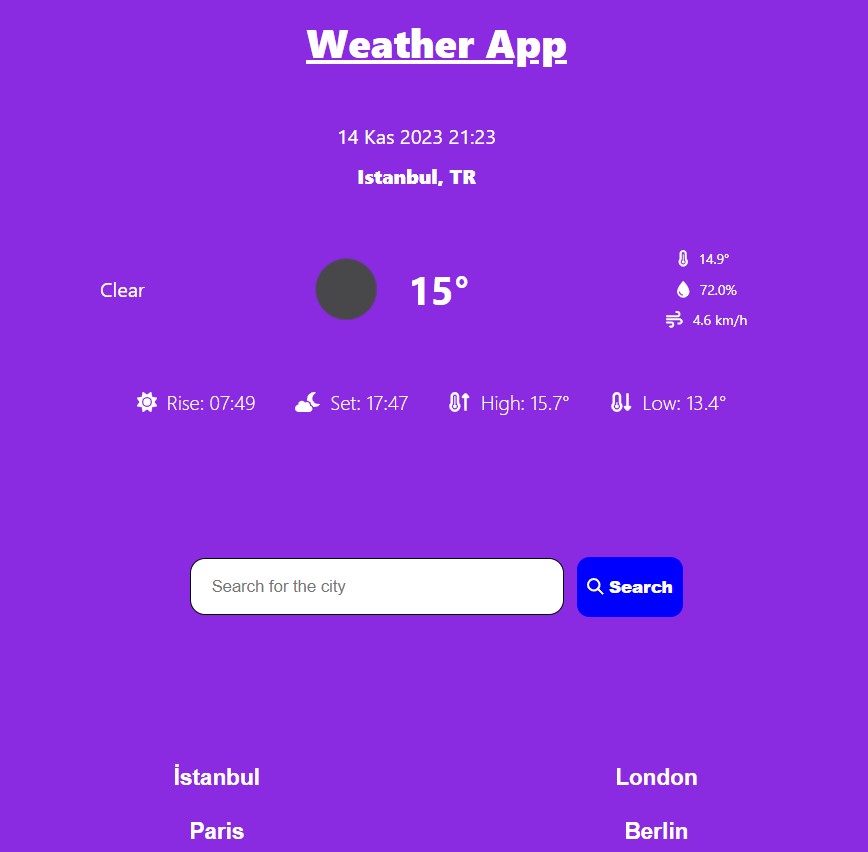 Weather App
14 Kas 2023 21:23
Istanbul, TR
14.9°
Clear 15° 72.0%
4.6 km/h
Rise: 07:49 Set: 17:47 High: 15.7° Low: 13.4°
Search for the city Search
İstanbul London
Paris Berlin